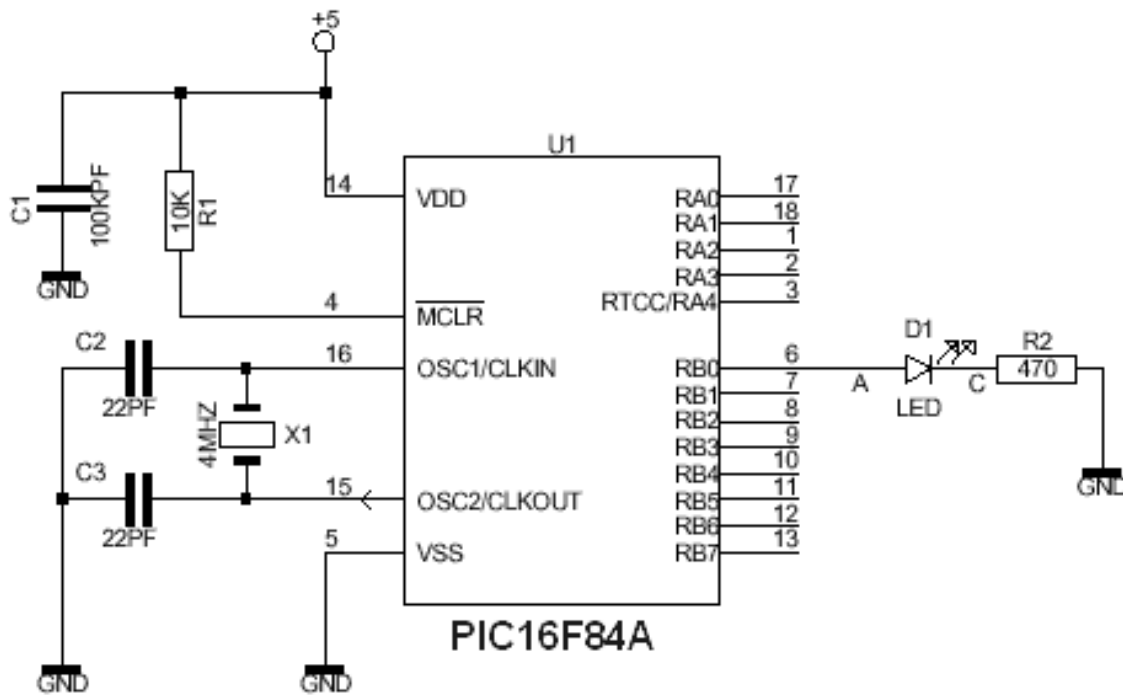 +5
U1
C1
100KPF
GND
10K
R1
14
VDD
4
MCLR
C2
22PF
16
OSC1/CLKIN
4MHZ
X1
C3
22PF
15
OSC2/CLKOUT
5
VSS
GND
GND
RA0
17
RA1
18
RA2
1
RA3
2
RTCC/RA4
3
RB0
6
RB1
7
RB2
8
RB3
9
RB4
10
RB5
11
RB6
12
RB7
13
A
D1
LED
C
R2
470
GND
PIC16F84A